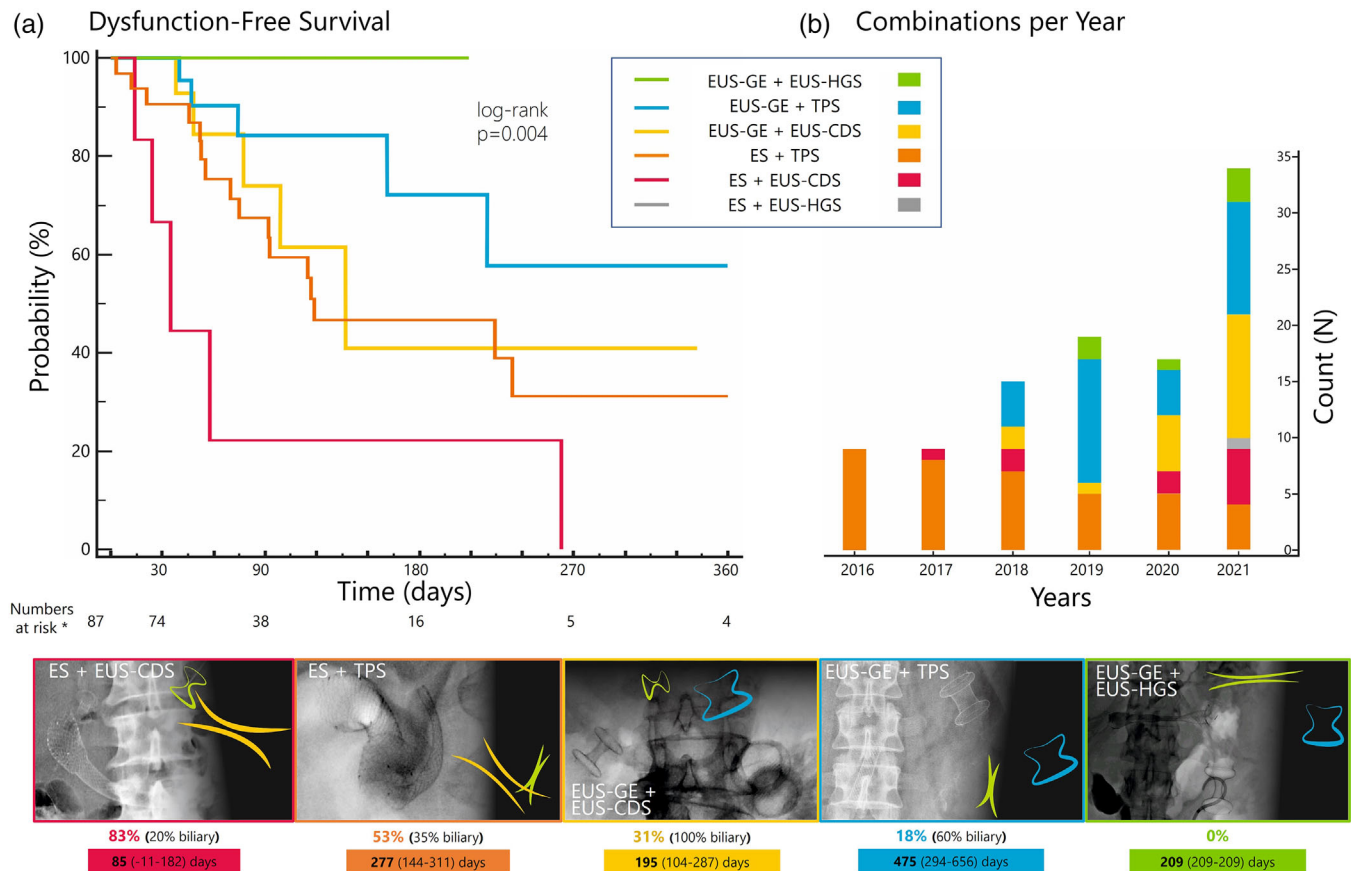 (a) Dysfunction-Free Survival
(b) Combinations per Year
100
80
60
40
20
0
Probability (%)
log-rank
p=0.004
EUS-GE + EUS-HGS
EUS-GE + TPS
EUS-GE + EUS-CDS
ES + TPS
ES + EUS-CDS
ES + EUS-HGS
30 90 180 270 360
Time (days)
Numbers
at risk * 87 74 38 16 5 4
35
30
25
20
15
10
5
0
Count (N)
2016 2017 2018 2019 2020 2021
Years
ES + EUS-CDS
83% (20% biliary)
85 (-11-182) days
ES + TPS
53% (35% biliary)
277 (144-311) days
EUS-GE +
EUS-CDS
31% (100% biliary)
195 (104-287) days
EUS-GE + TPS
18% (60% biliary)
475 (294-656) days
EUS-GE +
EUS-HGS
0%
209 (209-209) days